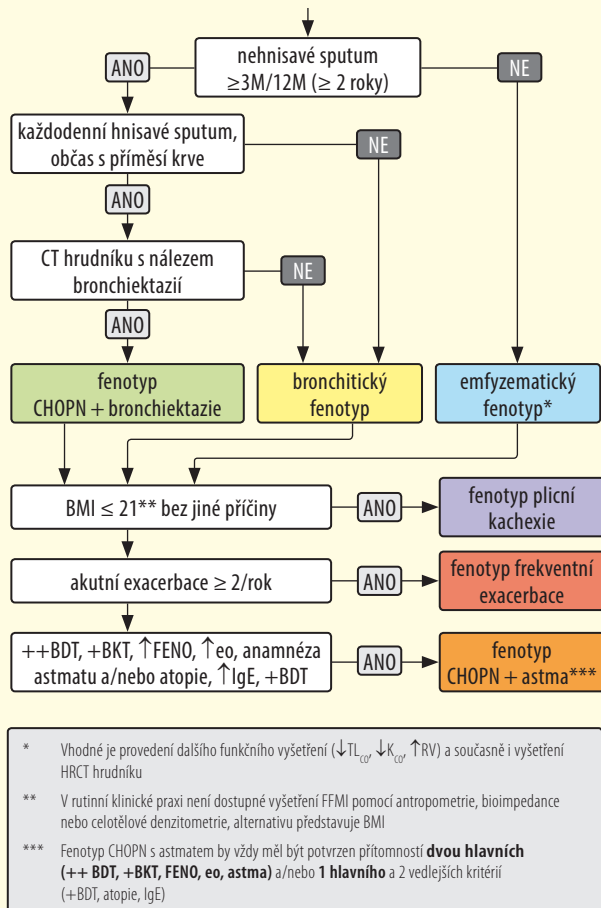 nehnisavé sputum
≥3M/12M (≥ 2 roky)
ANO
NE
každodenní hnisavé sputum,
občas s příměsí krve
NE
ANO
CT hrudníku s nálezem
bronchiektazií
NE
ANO
fenotyp
CHOPN + bronchiektazie
bronchitický
fenotyp
emfyzematický
fenotyp*
BMI ≤ 21** bez jiné příčiny
ANO
fenotyp plicní
kachexie
akutní exacerbace ≥ 2/rok
ANO
fenotyp frekventní
exacerbace
++BDT, +BKT, ↑FENO, ↑eo, anamnéza
astmatu a/nebo atopie, ↑IgE, +BDT
ANO
fenotyp
CHOPN + astma***
* Vhodné je provedení dalšího funkčního vyšetření (↓TLCO, ↓KCO, ↑RV) a současně i vyšetření
HRCT hrudníku
** V rutinní klinické praxi není dostupné vyšetření FFMI pomocí antropometrie, bioimpedance
nebo celotělové denzitometrie, alternativu představuje BMI
*** Fenotyp CHOPN s astmatem by vždy měl být potvrzen přítomností dvou hlavních
(++ BDT, +BKT, FENO, eo, astma) a/nebo 1 hlavního a 2 vedlejších kritérií
(+BDT, atopie, IgE)